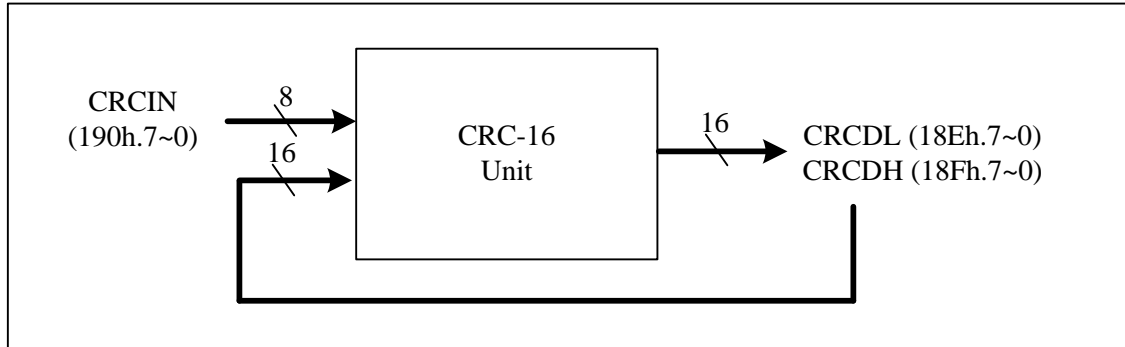 CRCIN
(190h.7~0)
8
16
CRC-16
Unit
16
CRCDL (18Eh.7~0)
CRCDH (18Fh.7~0)